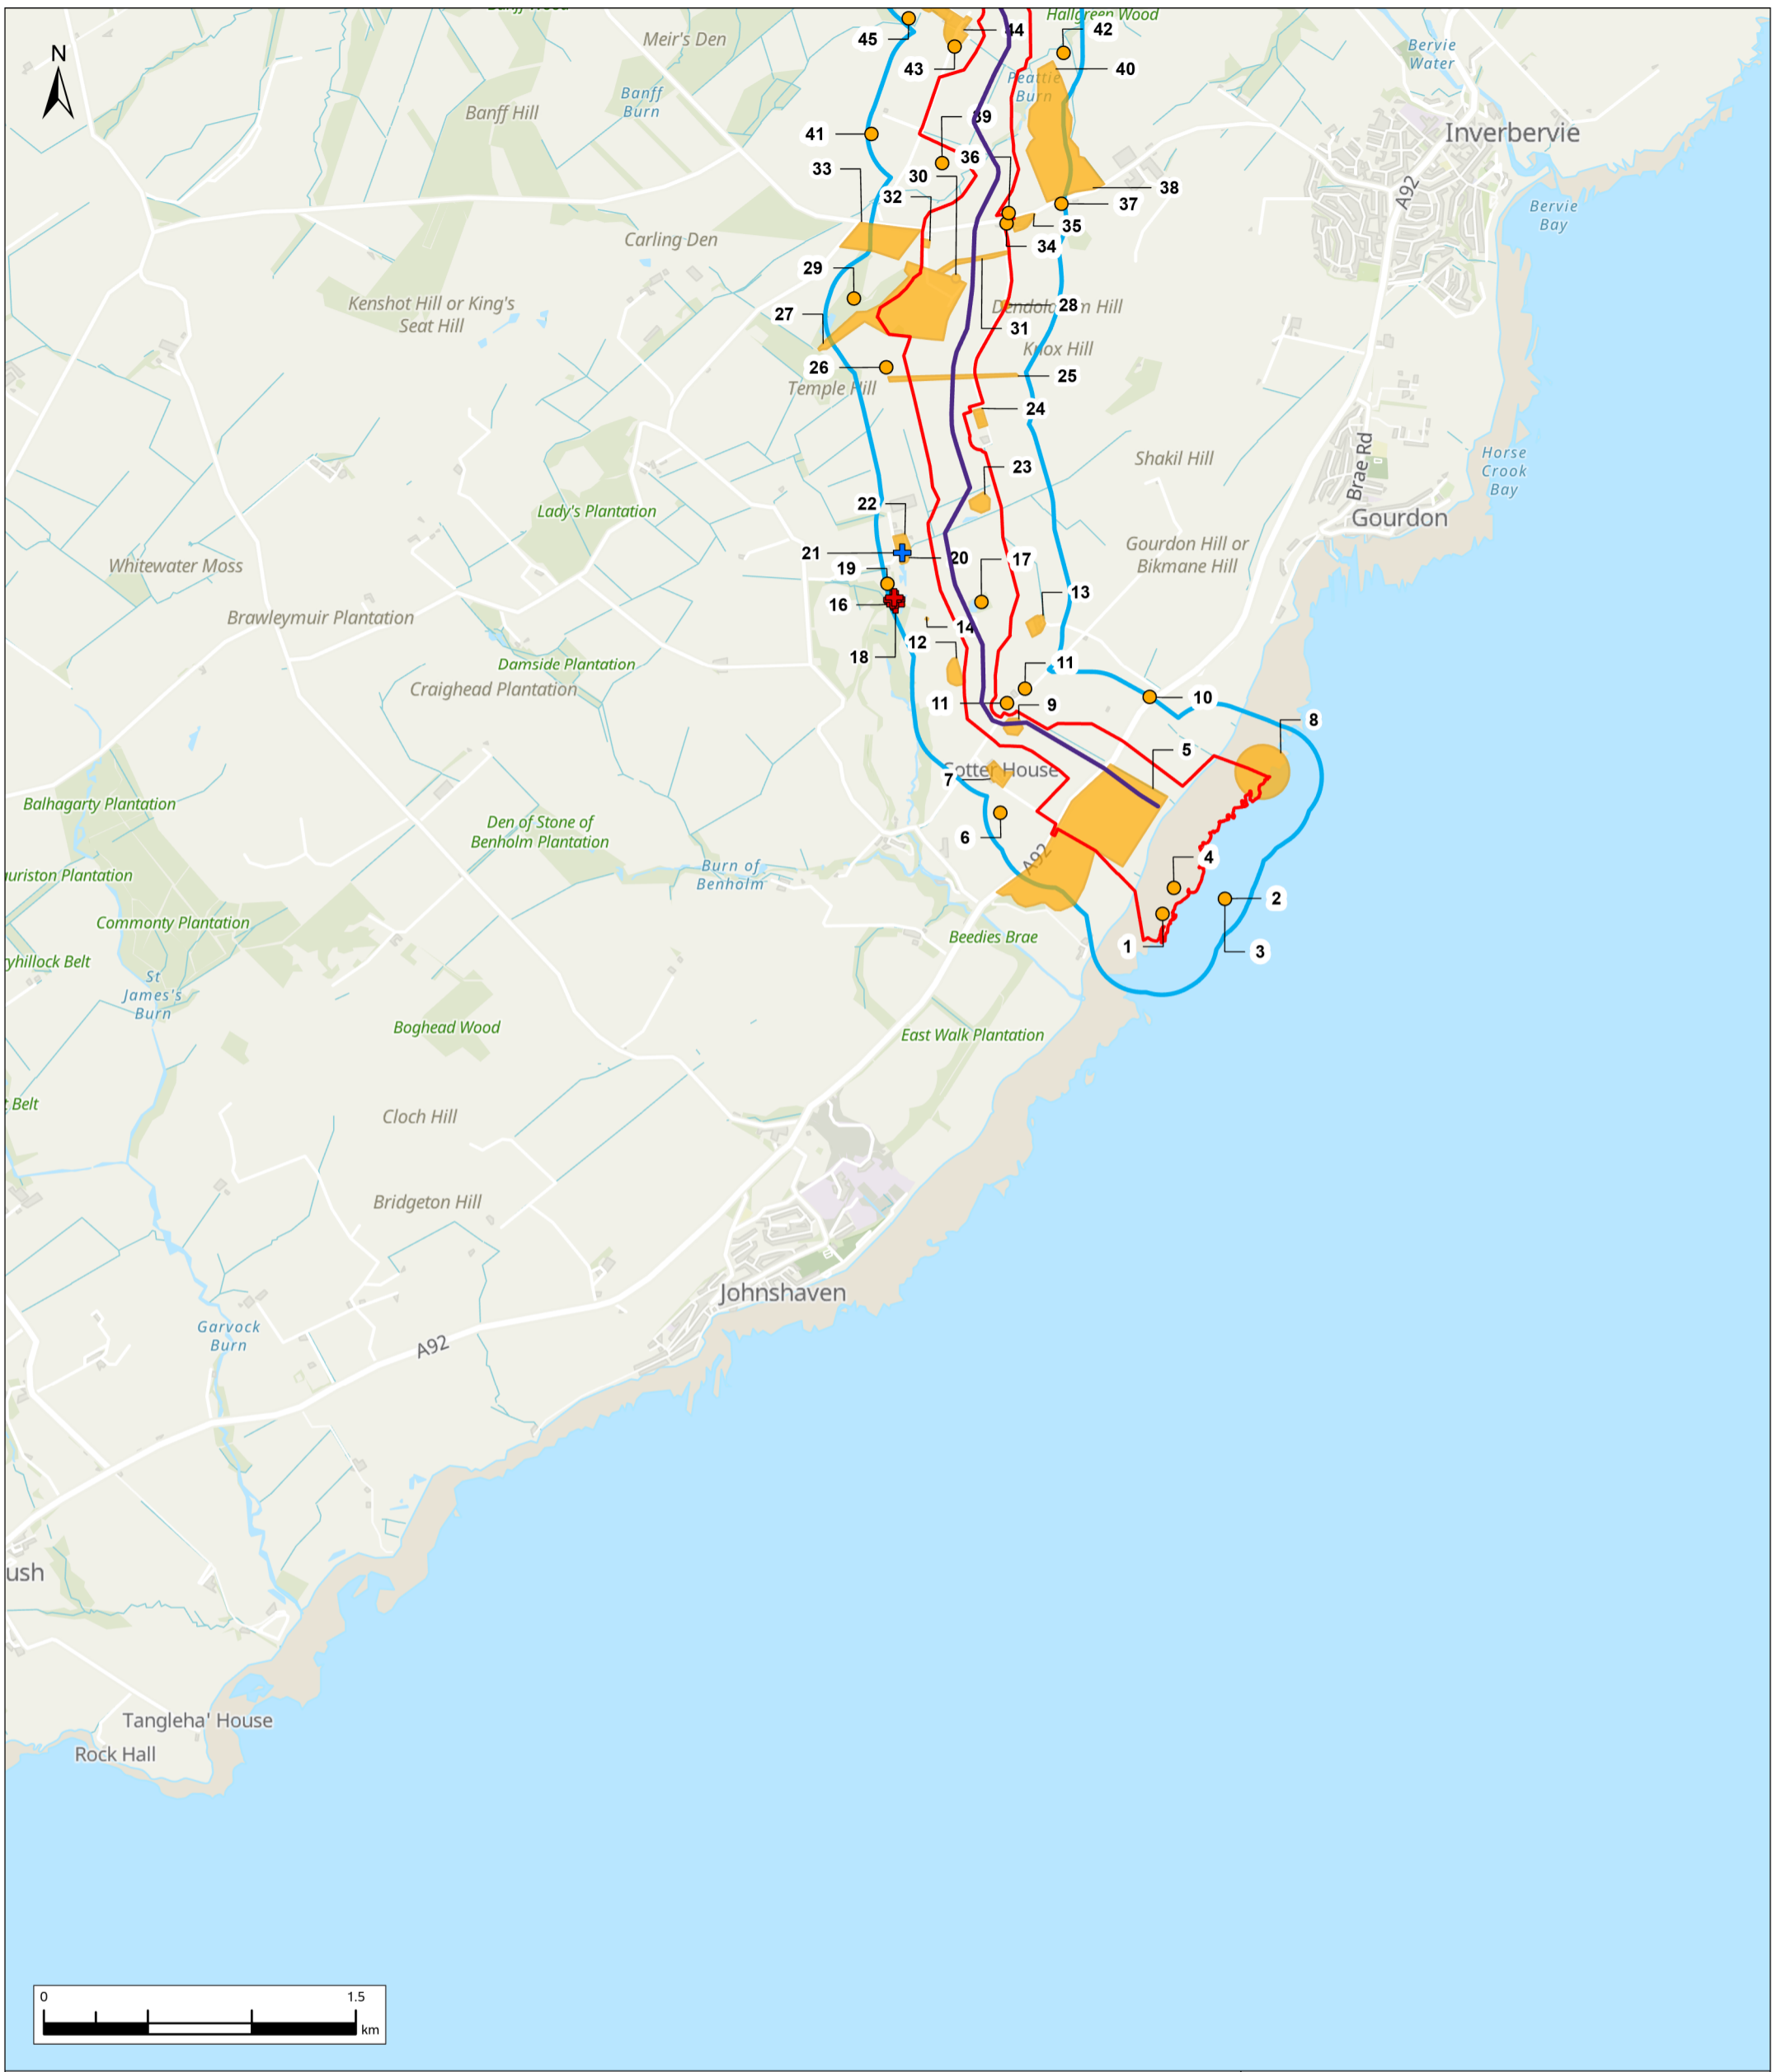 Hallgreen Wood
N
45
44
42
Meir's Den
43
40
Bervie
Water
Peattie
Burn
Banff
Burn
Banff Hill
39
41
Inverbervie
36
33
30
38
A92
32
37
Bervie
Bay
35
Carling Den
34
29
Kenshot Hill or King's
Seat Hill
28
27
31
Knox Hill
26
25
Temple Hill
24
Shakil Hill
Brae Rd
Horse
Crook
Bay
23
22
Lady's Plantation
Gourdon
Gourdon Hill or
Bikmane Hill
21
20
17
Whitewater Moss
19
13
16
Brawleymuir Plantation
14
12
18
Damside Plantation
11
Craighead Plantation
10
11
9
8
5
Cotter House
7
Balhagarty Plantation
Den of Stone of
Benholm Plantation
6
A92
4
Burn of
Benholm
uriston Plantation
2
Commonty Plantation
Beedies Brae
1
3
ryhillock Belt
St
James's
Burn
Boghead Wood
East Walk Plantation
t Belt
Cloch Hill
Bridgeton Hill
Johnshaven
Garvock
Burn
A92
ush
Tangleha' House
Rock Hall
0
1.5
km